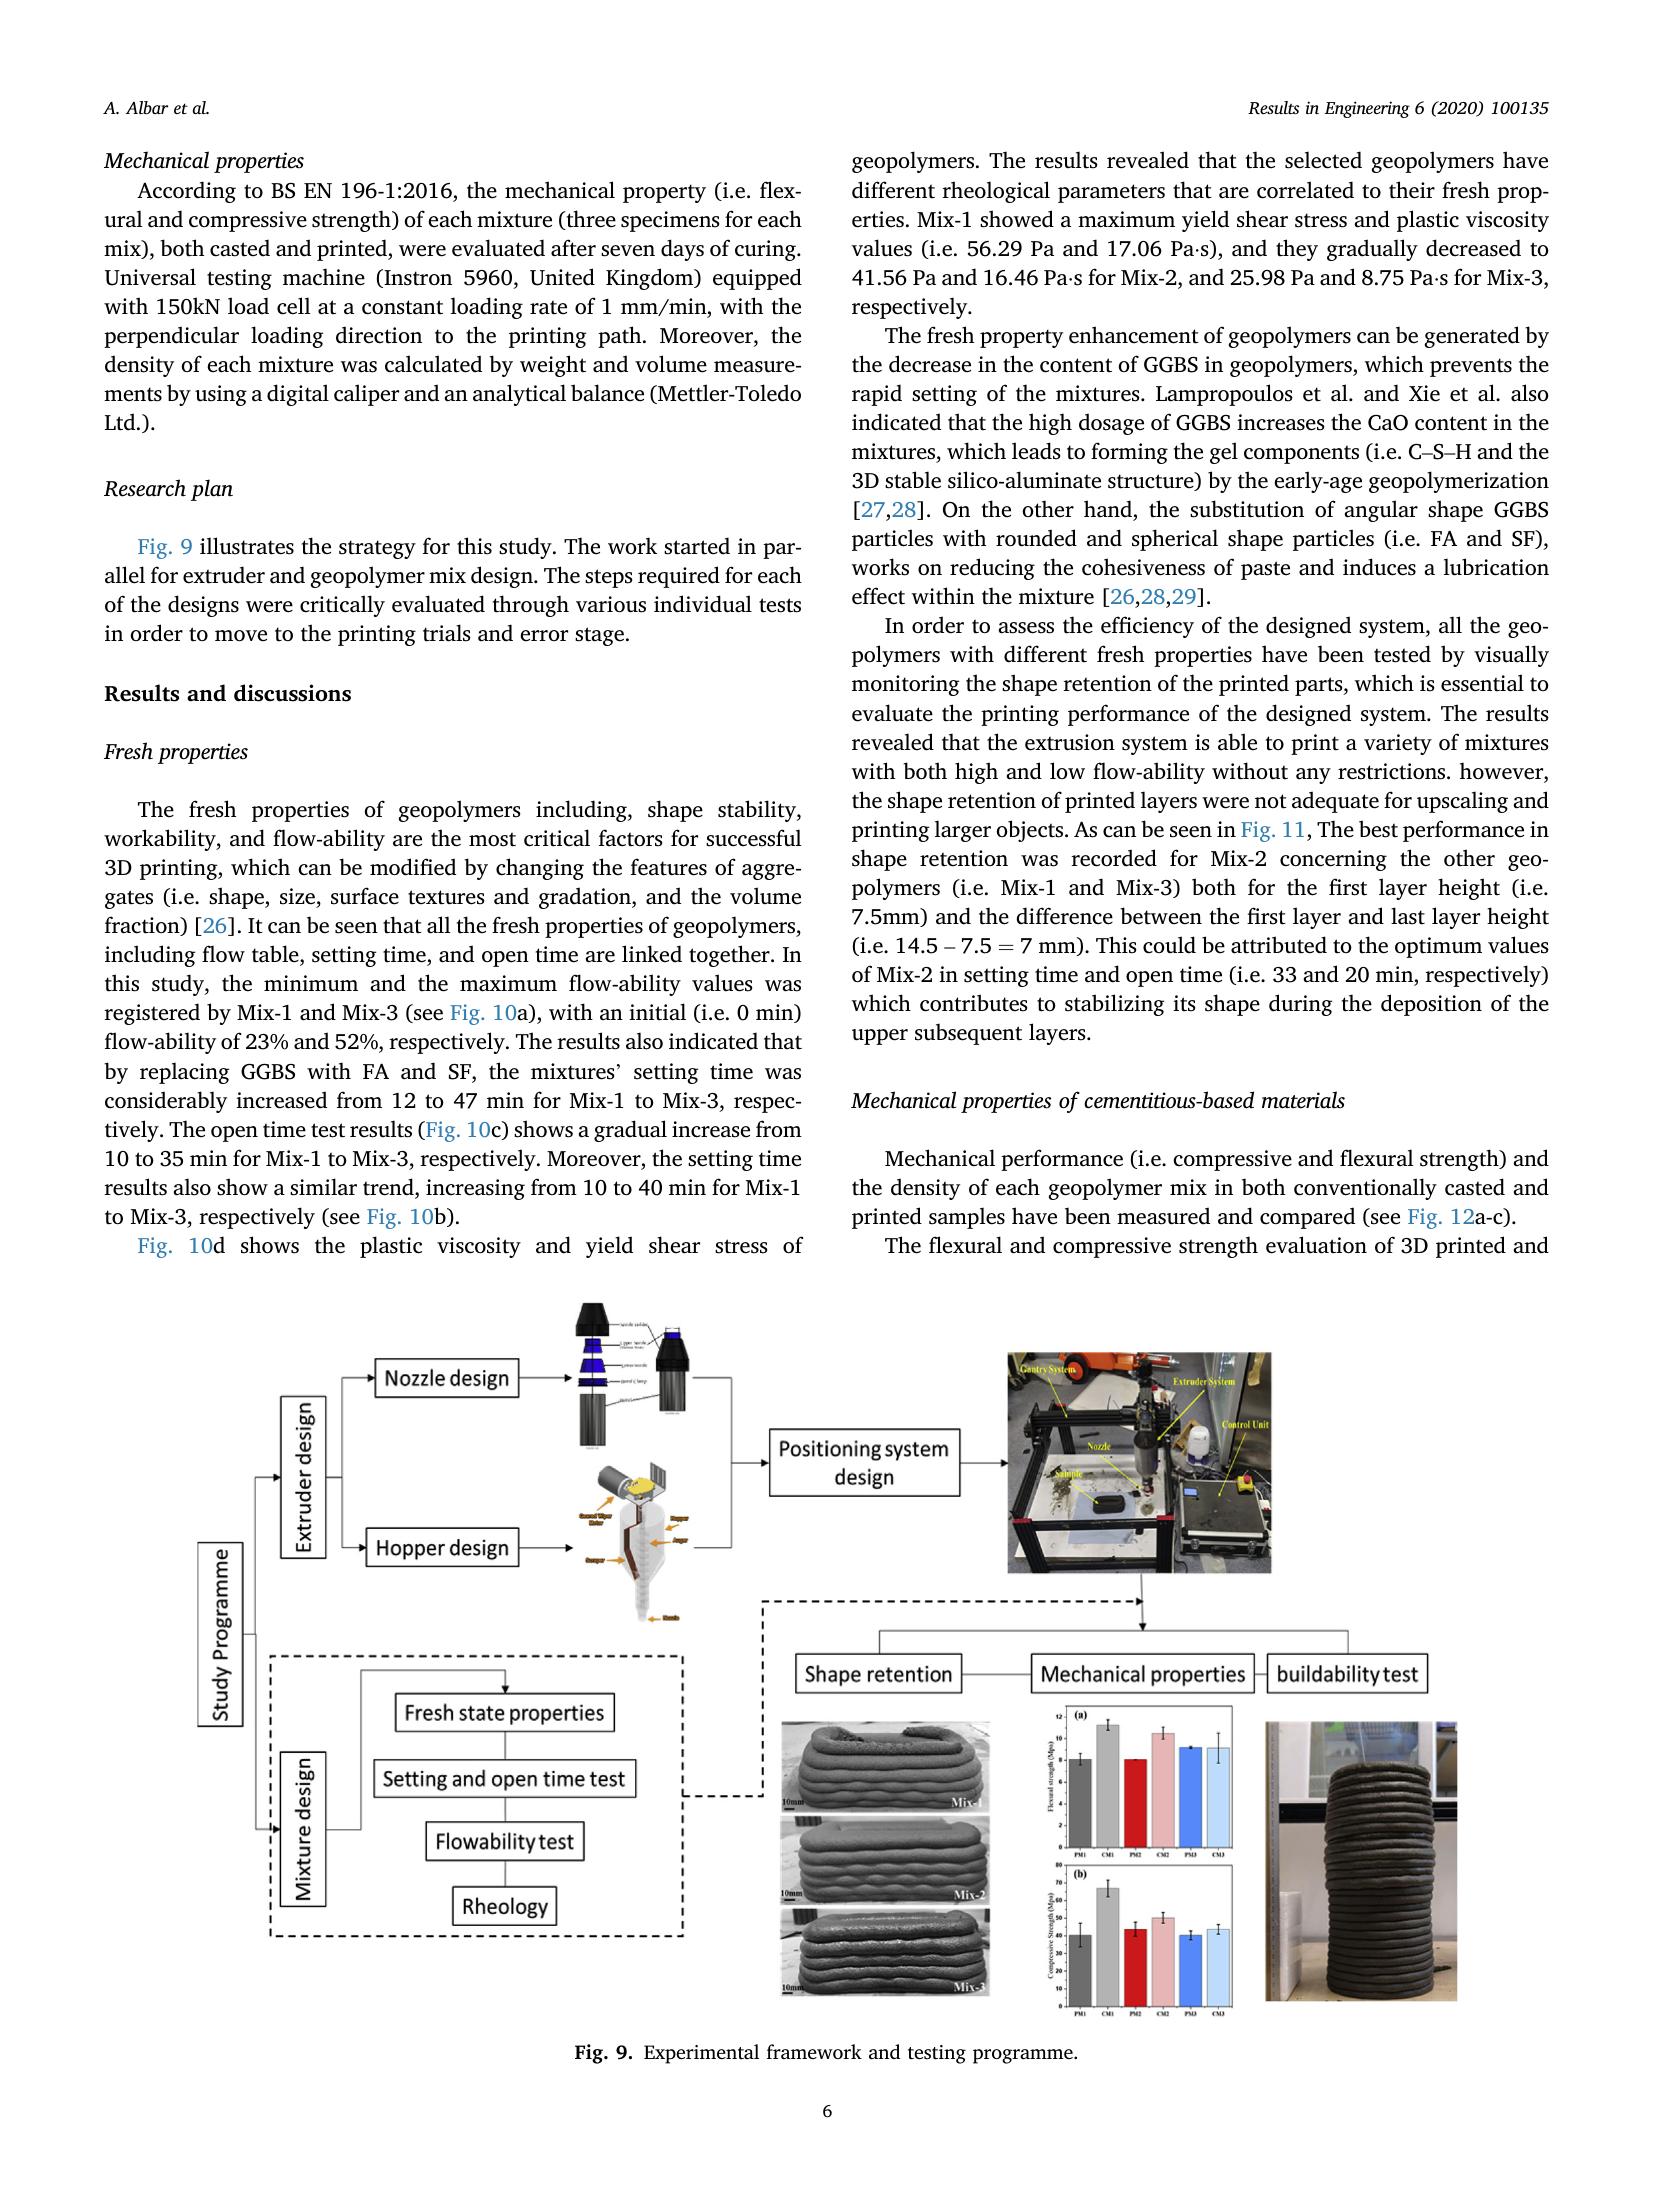 A. Albar et al.
Results in Engineering 6 (2020) 100135
Mechanical properties
According to BS EN 196-1:2016, the mechanical property (i.e. flex-
ural and compressive strength) of each mixture (three specimens for each
mix), both casted and printed, were evaluated after seven days of curing.
Universal testing machine (Instron 5960, United Kingdom) equipped
with 150kN load cell at a constant loading rate of 1 mm/min, with the
perpendicular loading direction to the printing path. Moreover, the
density of each mixture was calculated by weight and volume measure-
ments by using a digital caliper and an analytical balance (Mettler-Toledo
Ltd.).
Research plan
Fig. 9 illustrates the strategy for this study. The work started in par-
allel for extruder and geopolymer mix design. The steps required for each
of the designs were critically evaluated through various individual tests
in order to move to the printing trials and error stage.
Results and discussions
Fresh properties
The fresh properties of geopolymers including, shape stability,
workability, and flow-ability are the most critical factors for successful
3D printing, which can be modified by changing the features of aggre-
gates (i.e. shape, size, surface textures and gradation, and the volume
fraction) [26]. It can be seen that all the fresh properties of geopolymers,
including flow table, setting time, and open time are linked together. In
this study, the minimum and the maximum flow-ability values was
registered by Mix-1 and Mix-3 (see Fig. 10a), with an initial (i.e. 0 min)
flow-ability of 23% and 52%, respectively. The results also indicated that
by replacing GGBS with FA and SF, the mixtures' setting time was
considerably increased from 12 to 47 min for Mix-1 to Mix-3, respec-
tively. The open time test results (Fig. 10c) shows a gradual increase from
10 to 35 min for Mix-1 to Mix-3, respectively. Moreover, the setting time
results also show a similar trend, increasing from 10 to 40 min for Mix-1
to Mix-3, respectively (see Fig. 10b).
Fig. 10d shows the plastic viscosity and yield shear stress of
geopolymers. The results revealed that the selected geopolymers have
different rheological parameters that are correlated to their fresh prop-
erties. Mix-1 showed a maximum yield shear stress and plastic viscosity
values (i.e. 56.29 Pa and 17.06 Pa·s), and they gradually decreased to
41.56 Pa and 16.46 Pa·s for Mix-2, and 25.98 Pa and 8.75 Pa·s for Mix-3,
respectively.
The fresh property enhancement of geopolymers can be generated by
the decrease in the content of GGBS in geopolymers, which prevents the
rapid setting of the mixtures. Lampropoulos et al. and Xie et al. also
indicated that the high dosage of GGBS increases the CaO content in the
mixtures, which leads to forming the gel components (i.e. C–S–H and the
3D stable silico-aluminate structure) by the early-age geopolymerization
[27,28]. On the other hand, the substitution of angular shape GGBS
particles with rounded and spherical shape particles (i.e. FA and SF),
works on reducing the cohesiveness of paste and induces a lubrication
effect within the mixture [26,28,29].
In order to assess the efficiency of the designed system, all the geo-
polymers with different fresh properties have been tested by visually
monitoring the shape retention of the printed parts, which is essential to
evaluate the printing performance of the designed system. The results
revealed that the extrusion system is able to print a variety of mixtures
with both high and low flow-ability without any restrictions. however,
the shape retention of printed layers were not adequate for upscaling and
printing larger objects. As can be seen in Fig. 11, The best performance in
shape retention was recorded for Mix-2 concerning the other geo-
polymers (i.e. Mix-1 and Mix-3) both for the first layer height (i.e.
7.5mm) and the difference between the first layer and last layer height
(i.e. 14.5 – 7.5 = 7 mm). This could be attributed to the optimum values
of Mix-2 in setting time and open time (i.e. 33 and 20 min, respectively)
which contributes to stabilizing its shape during the deposition of the
upper subsequent layers.
Mechanical properties of cementitious-based materials
Mechanical performance (i.e. compressive and flexural strength) and
the density of each geopolymer mix in both conventionally casted and
printed samples have been measured and compared (see Fig. 12a-c).
The flexural and compressive strength evaluation of 3D printed and
Study Programme
Extruder design
Nozzle design
Hopper design
Geared Wiper
Motor
Hopper
Auger
Scraper
Nozzle
Positioning system
design
Gantry System
Extruder System
Control Unit
Nozzle
Sample
Mixture design
Fresh state properties
Setting and open time test
Flowability test
Rheology
Shape retention
Mechanical properties
buildability test
10mm
Mix-1
10mm
Mix-2
10mm
Mix-3
(a)
Flexural strength (Mpa)
12
10
8
6
4
2
0
PM1 CM1 PM2 CM2 PM3 CM3
(b)
Compressive Strength (Mpa)
80
70
60
50
40
30
20
10
0
PM1 CM1 PM2 CM2 PM3 CM3
Fig. 9. Experimental framework and testing programme.
6